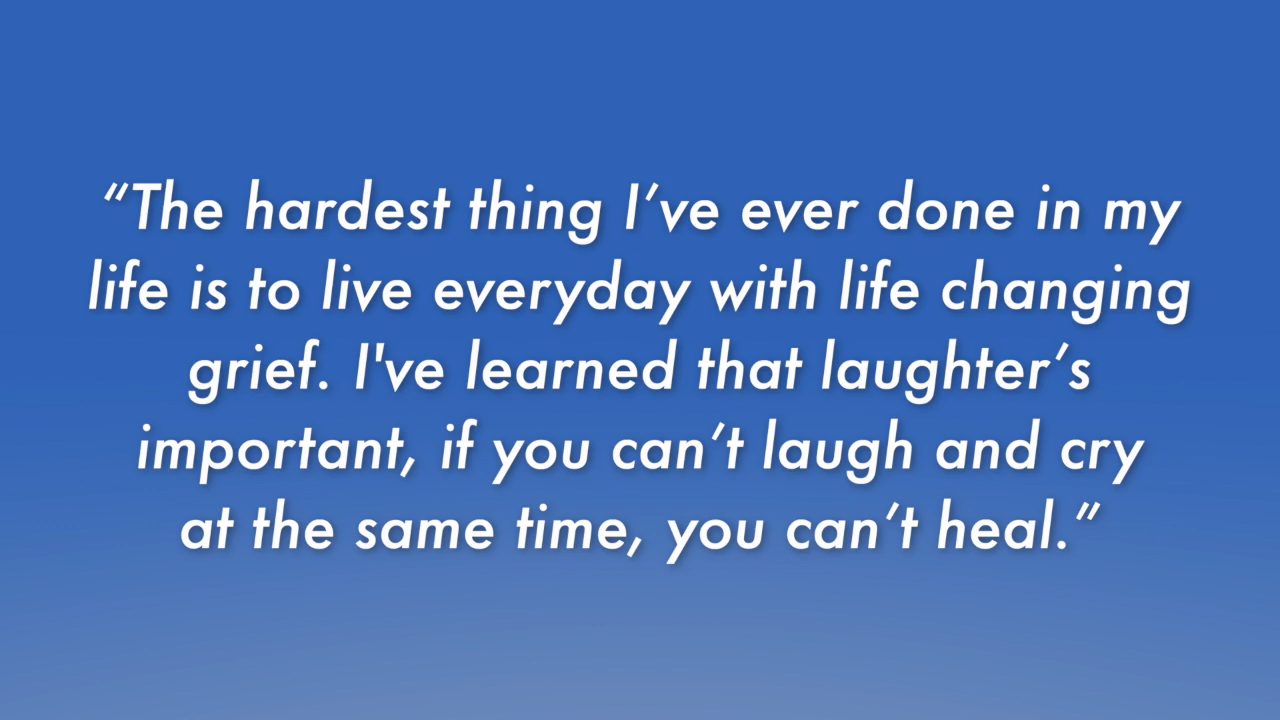 “The hardest thing I’ve ever done in my
life is to live everyday with life changing
grief. I've learned that laughter’s
important, if you can’t laugh and cry
at the same time, you can’t heal.”